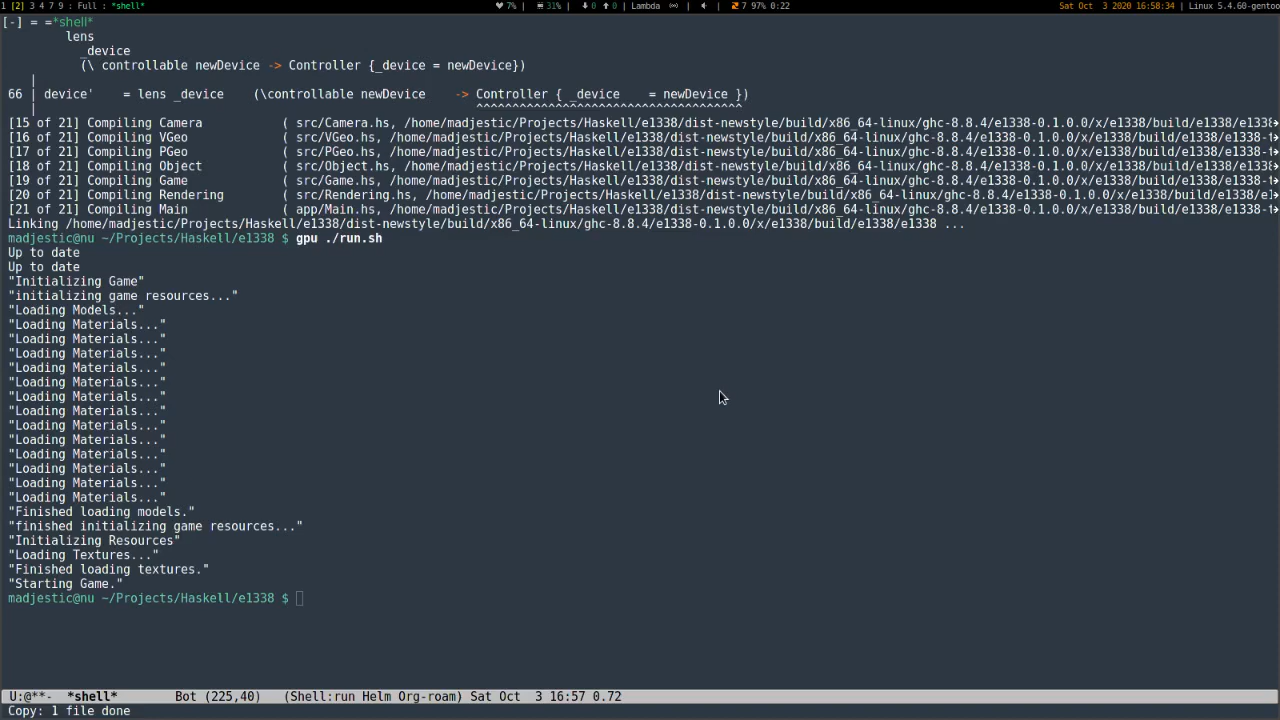 1 [2] 3 4 7 9 : Full : *shell* 7% | 31% | 0 0 | Lambda | | 7 97% 0:22 Sat Oct 3 2020 16:58:34 | Linux 5.4.60-gentoo
[-] = =*shell*
lens
_device
(\ controllable newDevice -> Controller {_device = newDevice})
|
66 | device' = lens _device (\controllable newDevice -> Controller { _device = newDevice })
| ^^^^^^^^^^^^^^^^^^^^^^^^^^^^^^^^^^^^^
[15 of 21] Compiling Camera ( src/Camera.hs, /home/madjestic/Projects/Haskell/e1338/dist-newstyle/build/x86_64-linux/ghc-8.8.4/e1338-0.1.0.0/x/e1338/build/e1338/e1338
[16 of 21] Compiling VGeo ( src/VGeo.hs, /home/madjestic/Projects/Haskell/e1338/dist-newstyle/build/x86_64-linux/ghc-8.8.4/e1338-0.1.0.0/x/e1338/build/e1338/e1338-t
[17 of 21] Compiling PGeo ( src/PGeo.hs, /home/madjestic/Projects/Haskell/e1338/dist-newstyle/build/x86_64-linux/ghc-8.8.4/e1338-0.1.0.0/x/e1338/build/e1338/e1338-t
[18 of 21] Compiling Object ( src/Object.hs, /home/madjestic/Projects/Haskell/e1338/dist-newstyle/build/x86_64-linux/ghc-8.8.4/e1338-0.1.0.0/x/e1338/build/e1338/e1338
[19 of 21] Compiling Game ( src/Game.hs, /home/madjestic/Projects/Haskell/e1338/dist-newstyle/build/x86_64-linux/ghc-8.8.4/e1338-0.1.0.0/x/e1338/build/e1338/e1338-t
[20 of 21] Compiling Rendering ( src/Rendering.hs, /home/madjestic/Projects/Haskell/e1338/dist-newstyle/build/x86_64-linux/ghc-8.8.4/e1338-0.1.0.0/x/e1338/build/e1338/e1
[21 of 21] Compiling Main ( app/Main.hs, /home/madjestic/Projects/Haskell/e1338/dist-newstyle/build/x86_64-linux/ghc-8.8.4/e1338-0.1.0.0/x/e1338/build/e1338/e1338-t
Linking /home/madjestic/Projects/Haskell/e1338/dist-newstyle/build/x86_64-linux/ghc-8.8.4/e1338-0.1.0.0/x/e1338/build/e1338/e1338 ...
madjestic@nu ~/Projects/Haskell/e1338 $ gpu ./run.sh
Up to date
Up to date
"Initializing Game"
"initializing game resources..."
"Loading Models..."
"Loading Materials..."
"Loading Materials..."
"Loading Materials..."
"Loading Materials..."
"Loading Materials..."
"Loading Materials..."
"Loading Materials..."
"Loading Materials..."
"Loading Materials..."
"Loading Materials..."
"Loading Materials..."
"Loading Materials..."
"Loading Materials..."
"Finished loading models."
"finished initializing game resources..."
"Initializing Resources"
"Loading Textures..."
"Finished loading textures."
"Starting Game."
madjestic@nu ~/Projects/Haskell/e1338 $
U:@**- *shell* Bot (225,40) (Shell:run Helm Org-roam) Sat Oct 3 16:57 0.72
Copy: 1 file done